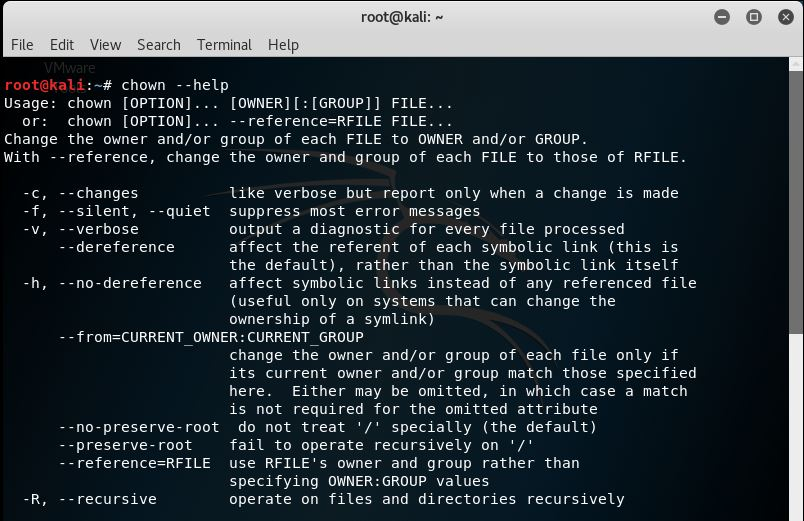 root@kali: ~
File Edit View Search Terminal Help
VMware
root@kali:~# chown --help
Usage: chown [OPTION]... [OWNER][:[GROUP]] FILE...
  or:  chown [OPTION]... --reference=RFILE FILE...
Change the owner and/or group of each FILE to OWNER and/or GROUP.
With --reference, change the owner and group of each FILE to those of RFILE.

  -c, --changes          like verbose but report only when a change is made
  -f, --silent, --quiet  suppress most error messages
  -v, --verbose          output a diagnostic for every file processed
      --dereference      affect the referent of each symbolic link (this is
                         the default), rather than the symbolic link itself
  -h, --no-dereference   affect symbolic links instead of any referenced file
                         (useful only on systems that can change the
                         ownership of a symlink)
      --from=CURRENT_OWNER:CURRENT_GROUP
                         change the owner and/or group of each file only if
                         its current owner and/or group match those specified
                         here.  Either may be omitted, in which case a match
                         is not required for the omitted attribute
      --no-preserve-root  do not treat '/' specially (the default)
      --preserve-root    fail to operate recursively on '/'
      --reference=RFILE  use RFILE's owner and group rather than
                         specifying OWNER:GROUP values
  -R, --recursive        operate on files and directories recursively